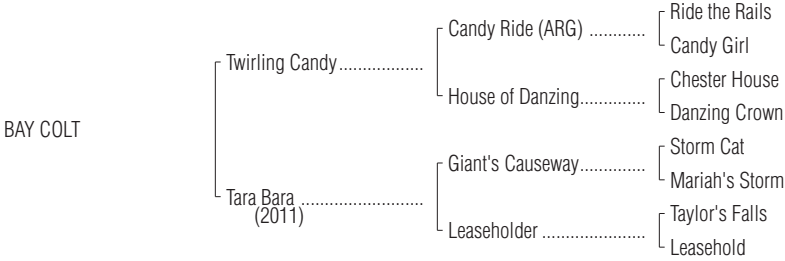 Ride the Rails
Candy Ride (ARG) ............
Candy Girl
Twirling Candy..................
Chester House
House of Danzing..............
Danzing Crown
BAY COLT
Storm Cat
Giant's Causeway..............
Mariah's Storm
Tara Bara ..........................
(2011)
Taylor's Falls
Leaseholder ......................
Leasehold